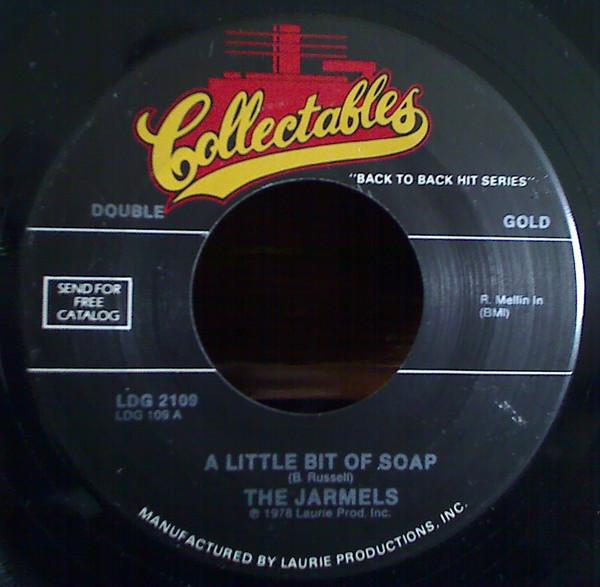 Collectables
"BACK TO BACK HIT SERIES"
DOUBLE
GOLD
SEND FOR
FREE
CATALOG
R. Mellin In
(BMI)
LDG 2109
LDG 109 A
A LITTLE BIT OF SOAP
(B. Russell)
THE JARMELS
℗ 1978 Laurie Prod. Inc.
MANUFACTURED BY LAURIE PRODUCTIONS, INC.